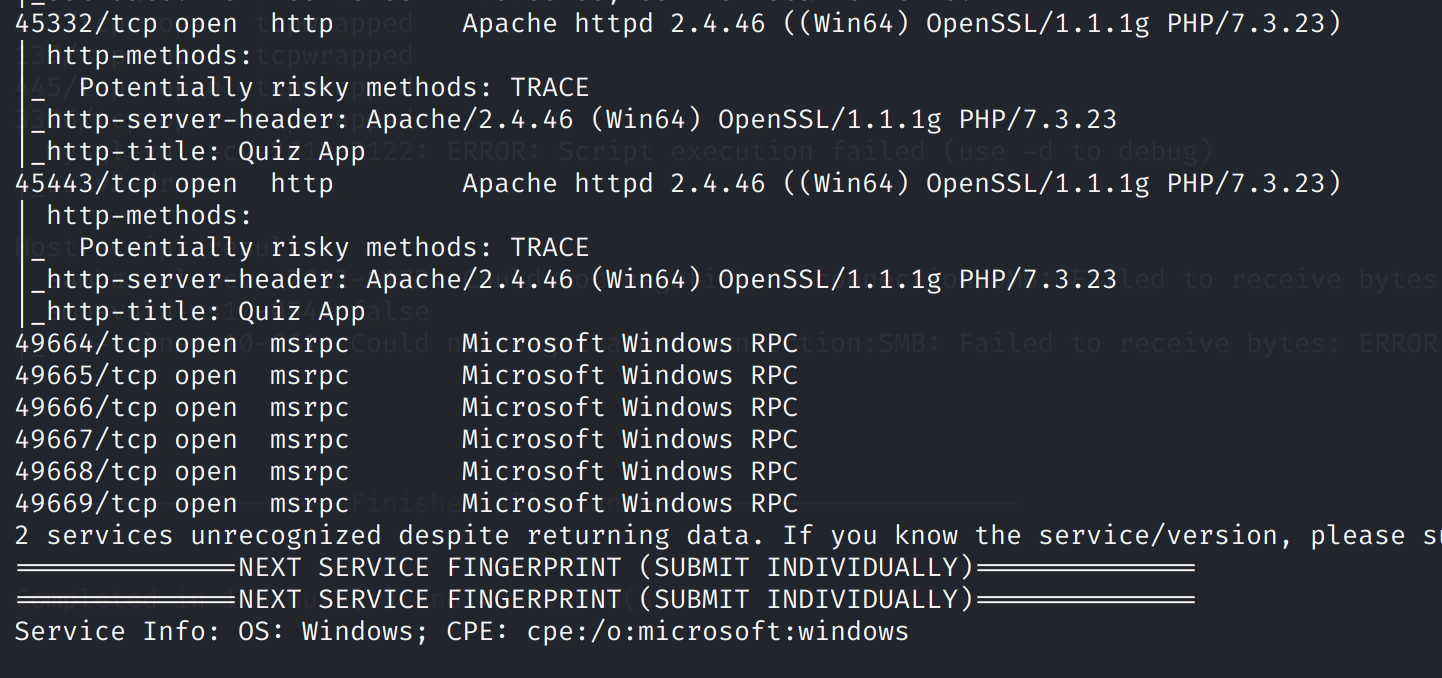 45332/tcp open  http        Apache httpd 2.4.46 ((Win64) OpenSSL/1.1.1g PHP/7.3.23)
| http-methods:
|_  Potentially risky methods: TRACE
|_http-server-header: Apache/2.4.46 (Win64) OpenSSL/1.1.1g PHP/7.3.23
|_http-title: Quiz App
45443/tcp open  http        Apache httpd 2.4.46 ((Win64) OpenSSL/1.1.1g PHP/7.3.23)
| http-methods:
|_  Potentially risky methods: TRACE
|_http-server-header: Apache/2.4.46 (Win64) OpenSSL/1.1.1g PHP/7.3.23
|_http-title: Quiz App
49664/tcp open  msrpc       Microsoft Windows RPC
49665/tcp open  msrpc       Microsoft Windows RPC
49666/tcp open  msrpc       Microsoft Windows RPC
49667/tcp open  msrpc       Microsoft Windows RPC
49668/tcp open  msrpc       Microsoft Windows RPC
49669/tcp open  msrpc       Microsoft Windows RPC
2 services unrecognized despite returning data. If you know the service/version, please
==============NEXT SERVICE FINGERPRINT (SUBMIT INDIVIDUALLY)==============
==============NEXT SERVICE FINGERPRINT (SUBMIT INDIVIDUALLY)==============
Service Info: OS: Windows; CPE: cpe:/o:microsoft:windows